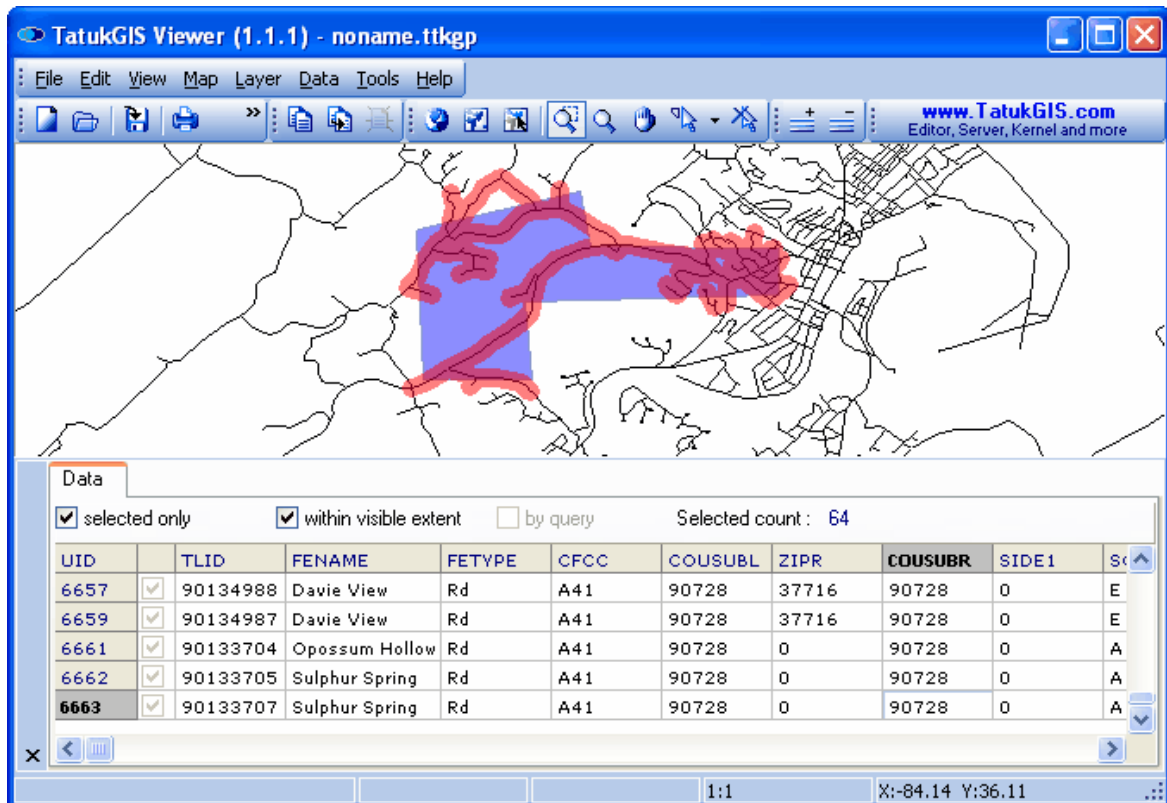 TatukGIS Viewer (1.1.1) - noname.ttkgp
File Edit View Map Layer Data Tools Help
»
www.TatukGIS.com
Editor, Server, Kernel and more
Data
selected only within visible extent by query Selected count : 64
UID TLID FENAME FETYPE CFCC COUSUBL ZIPR COUSUBR SIDE1
6657 90134988 Davie View Rd A41 90728 37716 90728 0 E
6659 90134987 Davie View Rd A41 90728 37716 90728 0 E
6661 90133704 Opossum Hollow Rd A41 90728 0 90728 0 A
6662 90133705 Sulphur Spring Rd A41 90728 0 90728 0 A
6663 90133707 Sulphur Spring Rd A41 90728 0 90728 0 A
1:1 X:-84.14 Y:36.11